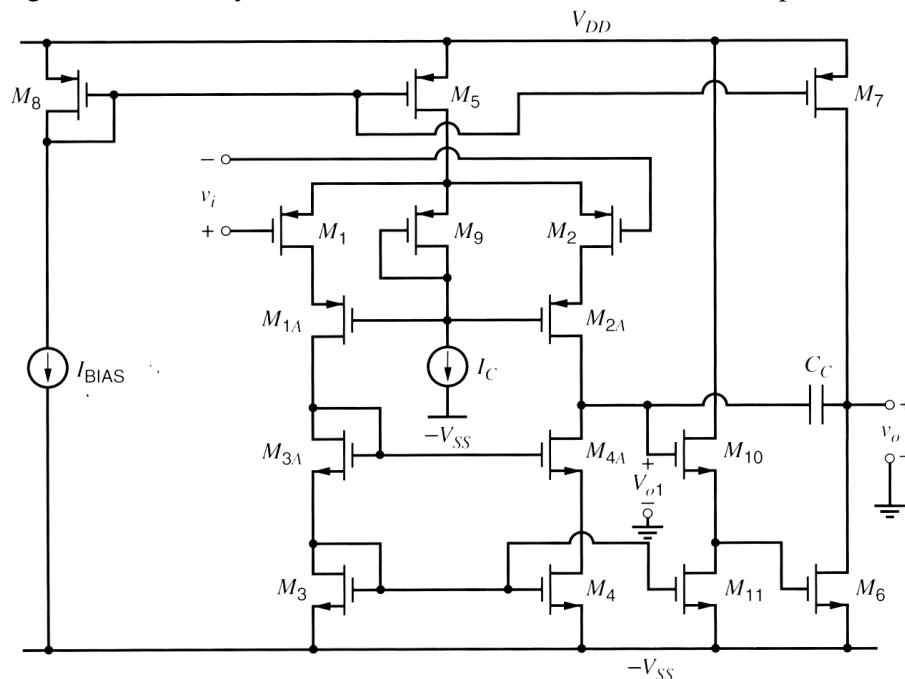 V_DD
M_8
M_5
M_7
−
v_i
+
M_1
M_9
M_2
M_1A
M_2A
I_BIAS
I_C
−V_SS
C_C
+
v_o
−
M_3A
M_4A
+
V_o1
−
M_10
M_3
M_4
M_11
M_6
−V_SS